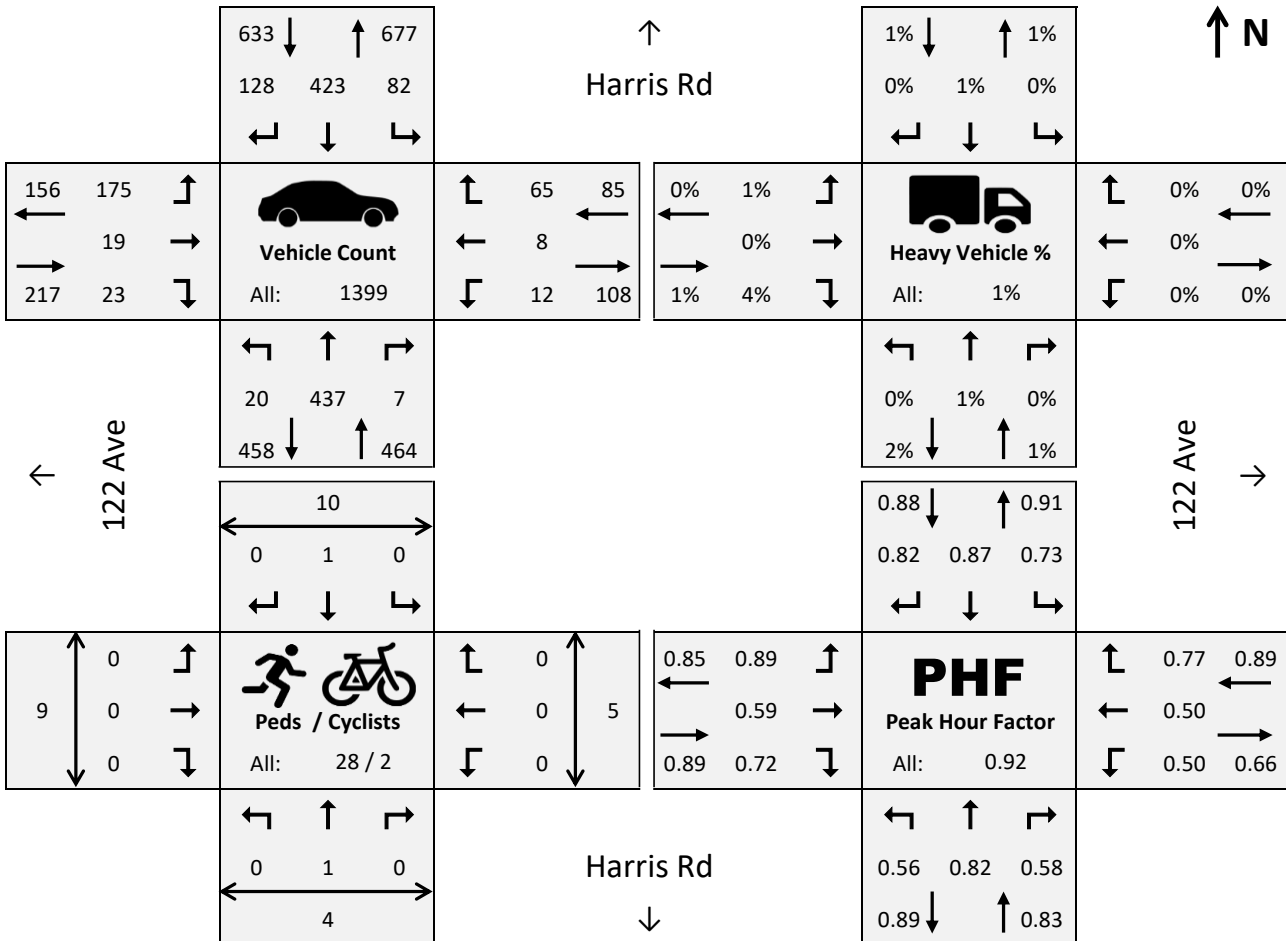 633 677 1% 1% N
Harris Rd
128 423 82 0% 1% 0%
156 175 65 85 0% 1% 0% 0%
19 8 0% 0%
Vehicle Count Heavy Vehicle %
217 23 All: 1399 12 108 1% 4% All: 1% 0% 0%
20 437 7 0% 1% 0%
458 464 2% 1%
122 Ave 122 Ave
10 0.88 0.91
0 1 0 0.82 0.87 0.73
0 0 0.85 0.89 0.77 0.89
PHF
9 0 0 5 0.59 0.50
Peds / Cyclists Peak Hour Factor
0 All: 28 / 2 0 0.89 0.72 All: 0.92 0.50 0.66
0 1 0 Harris Rd 0.56 0.82 0.58
4 0.89 0.83